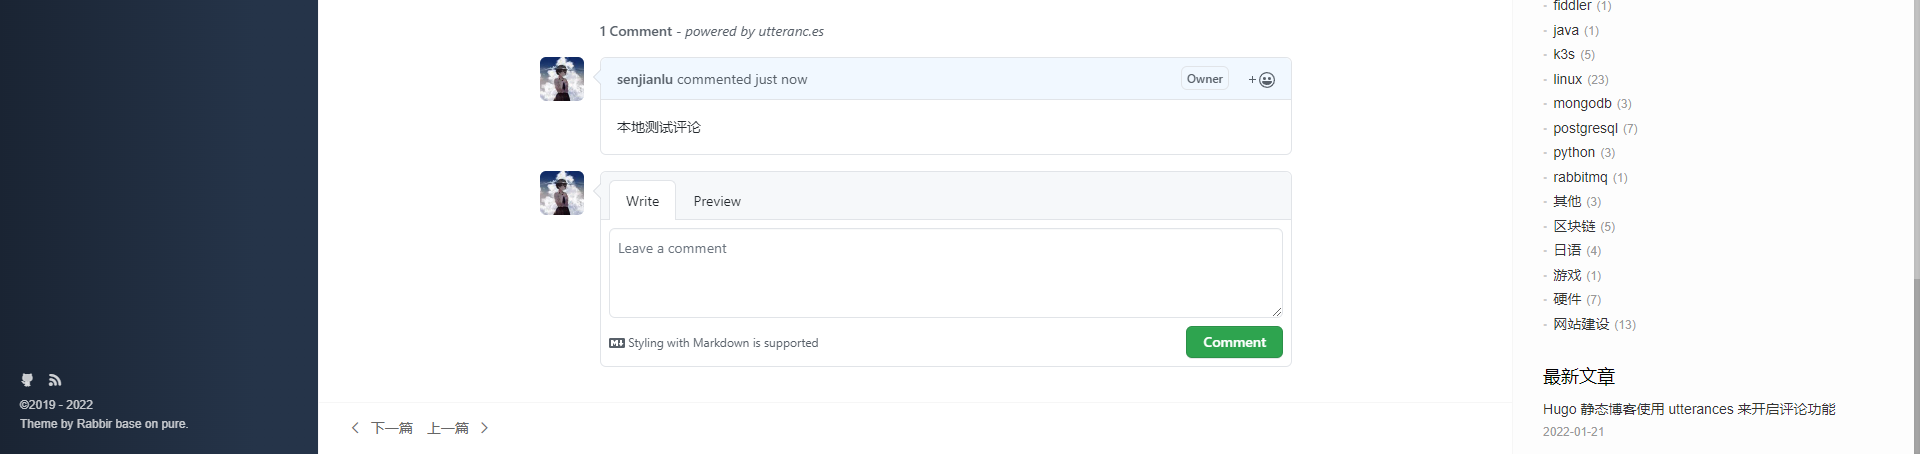 1 Comment - powered by utteranc.es
senjianlu commented just now
Owner
+
本地测试评论
Write
Preview
Leave a comment
Styling with Markdown is supported
Comment
下一篇
上一篇
©2019 - 2022
Theme by Rabbir base on pure.
- fiddler (1)
- java (1)
- k3s (5)
- linux (23)
- mongodb (3)
- postgresql (7)
- python (3)
- rabbitmq (1)
- 其他 (3)
- 区块链 (5)
- 日语 (4)
- 游戏 (1)
- 硬件 (7)
- 网站建设 (13)
最新文章
Hugo 静态博客使用 utterances 来开启评论功能
2022-01-21